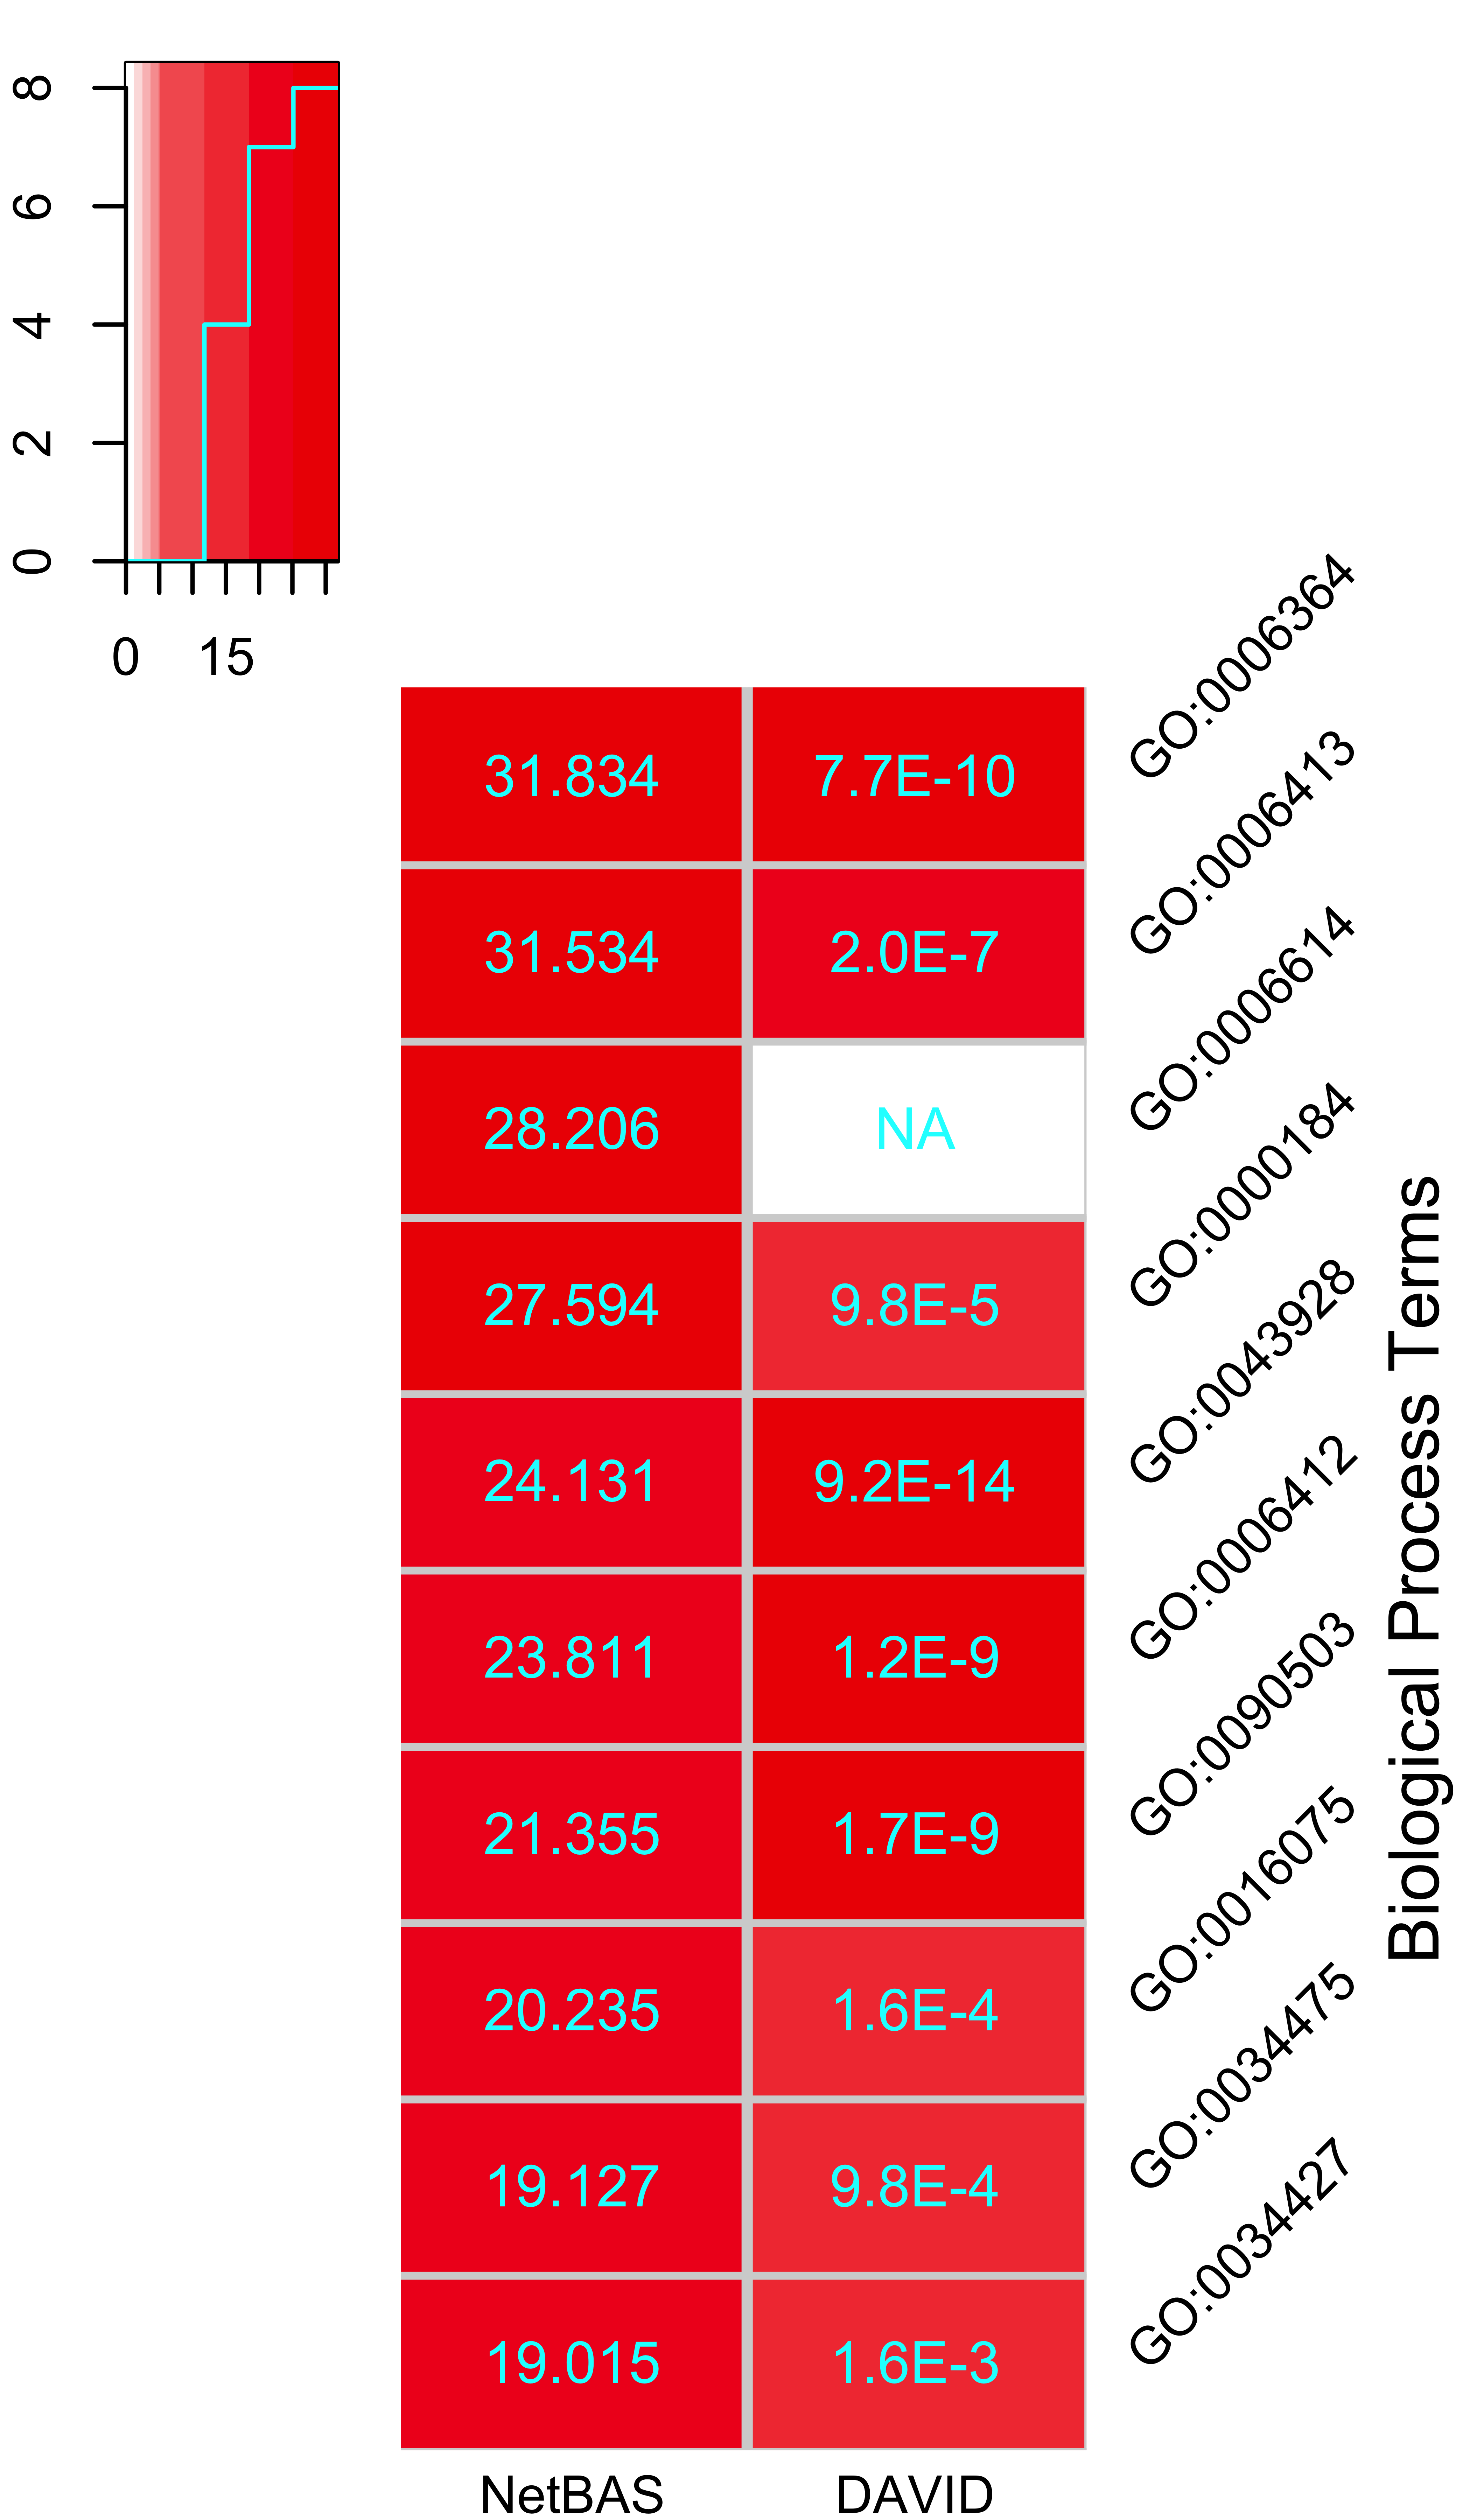 8
6
4
2
0
0 15
31.834 7.7E-10 GO:0006364
31.534 2.0E-7 GO:0006413
28.206 NA GO:0006614
27.594 9.8E-5 GO:0000184
24.131 9.2E-14 GO:0043928
23.811 1.2E-9 GO:0006412
21.355 1.7E-9 GO:0090503
20.235 1.6E-4 GO:0016075
19.127 9.8E-4 GO:0034475
19.015 1.6E-3 GO:0034427
NetBAS DAVID
Biological Process Terms